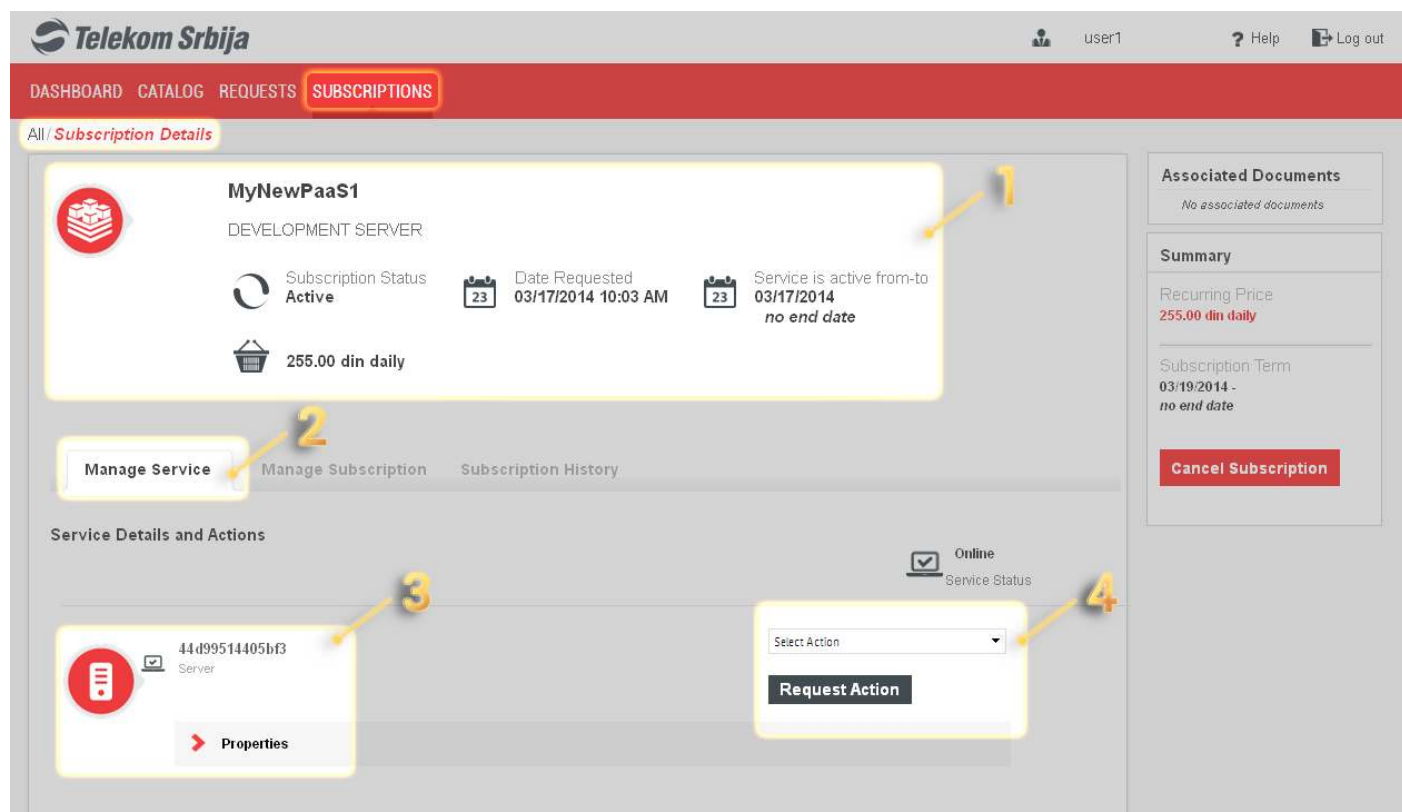 Telekom Srbija
user1
? Help
Log out
DASHBOARD CATALOG REQUESTS SUBSCRIPTIONS
All/Subscription Details
1
MyNewPaaS1
DEVELOPMENT SERVER
Subscription Status
Active
23
Date Requested
03/17/2014 10:03 AM
23
Service is active from-to
03/17/2014
no end date
255.00 din daily
2
Manage Service
Manage Subscription
Subscription History
Service Details and Actions
Online
Service Status
3
44d99514405bf3
Server
Properties
4
Select Action
Request Action
Associated Documents
No associated documents
Summary
Recurring Price
255.00 din daily
Subscription Term
03/19/2014 -
no end date
Cancel Subscription